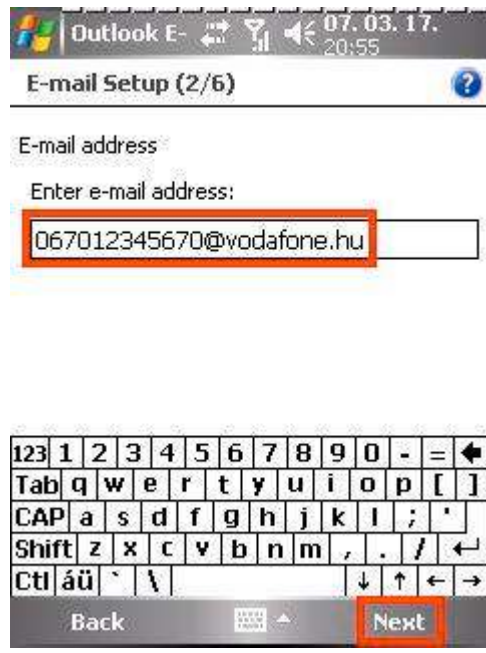 Outlook E- 07. 03. 17.
20:55
E-mail Setup (2/6)
E-mail address
Enter e-mail address:
067012345670@vodafone.hu
123 1 2 3 4 5 6 7 8 9 0 - =
Tab q w e r t y u i o p [ ]
CAP a s d f g h j k l ; '
Shift z x c v b n m , . /
Ctl áü ` \ ↓ ↑ ← →
Back Next